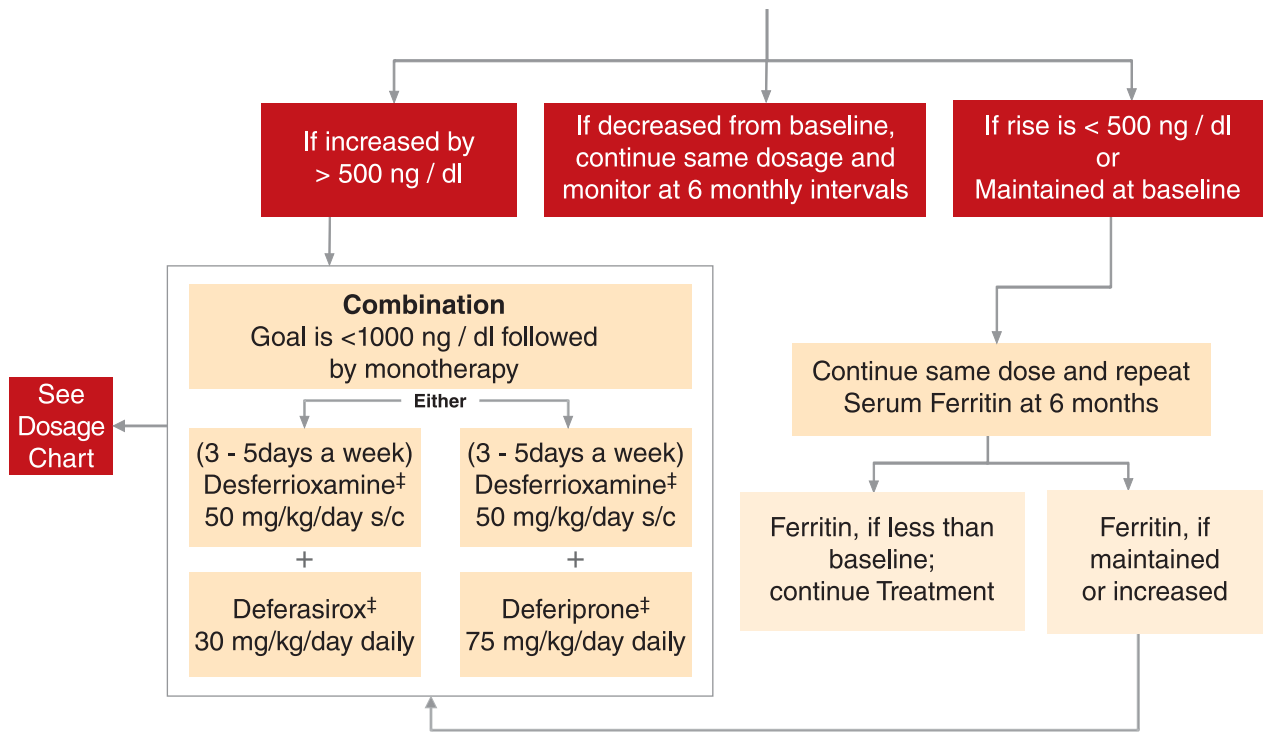 If increased by
> 500 ng / dl
If decreased from baseline,
continue same dosage and
monitor at 6 monthly intervals
If rise is < 500 ng / dl
or
Maintained at baseline
Combination
Goal is <1000 ng / dl followed
by monotherapy
Either
See
Dosage
Chart
(3 - 5days a week)
Desferrioxamine‡
50 mg/kg/day s/c
+
Deferasirox‡
30 mg/kg/day daily
(3 - 5days a week)
Desferrioxamine‡
50 mg/kg/day s/c
+
Deferiprone‡
75 mg/kg/day daily
Continue same dose and repeat
Serum Ferritin at 6 months
Ferritin, if less than
baseline;
continue Treatment
Ferritin, if
maintained
or increased